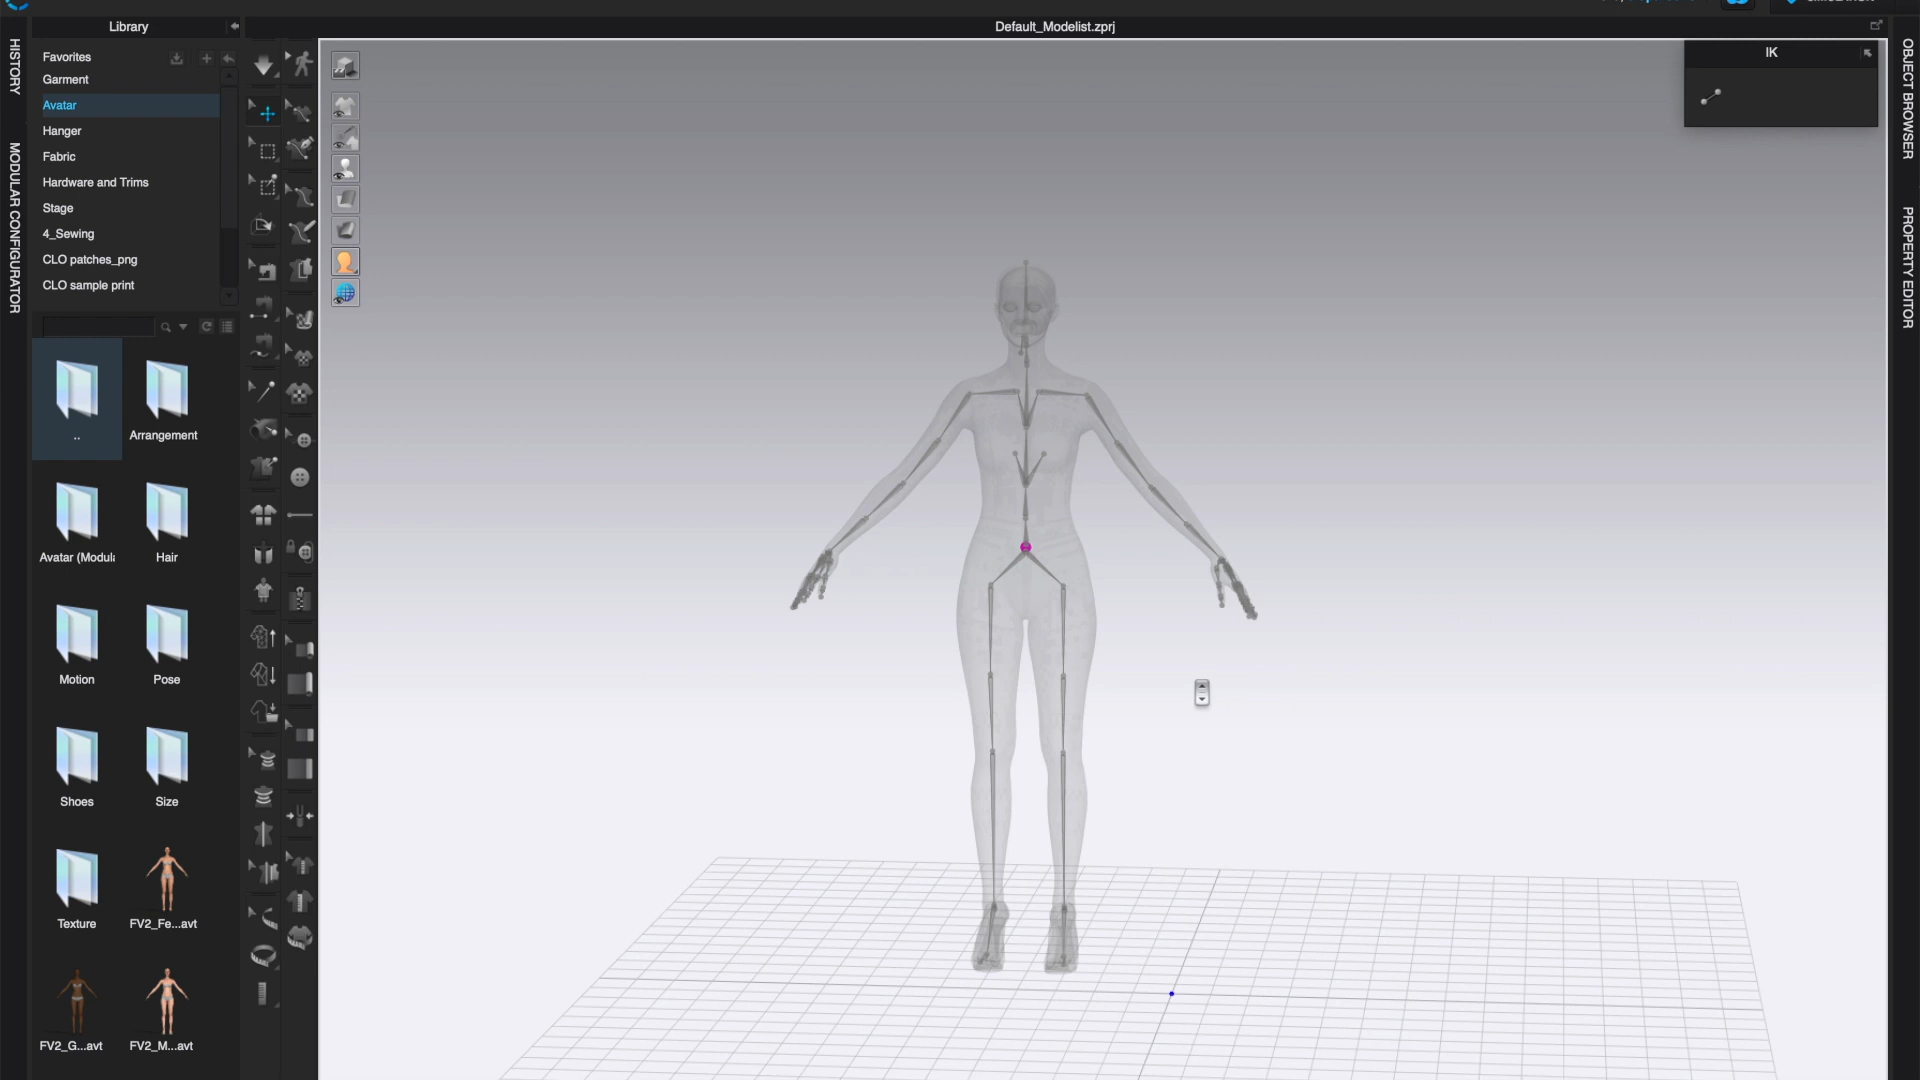 Library
Default_Modelist.zprj
HISTORY
MODULAR CONFIGURATOR
Favorites
Garment
Avatar
Hanger
Fabric
Hardware and Trims
Stage
4_Sewing
CLO patches_png
CLO sample print
IK
OBJECT BROWSER
PROPERTY EDITOR
..
Arrangement
Avatar (Modula
Hair
Motion
Pose
Shoes
Size
Texture
FV2_Fe...avt
FV2_G...avt
FV2_M...avt